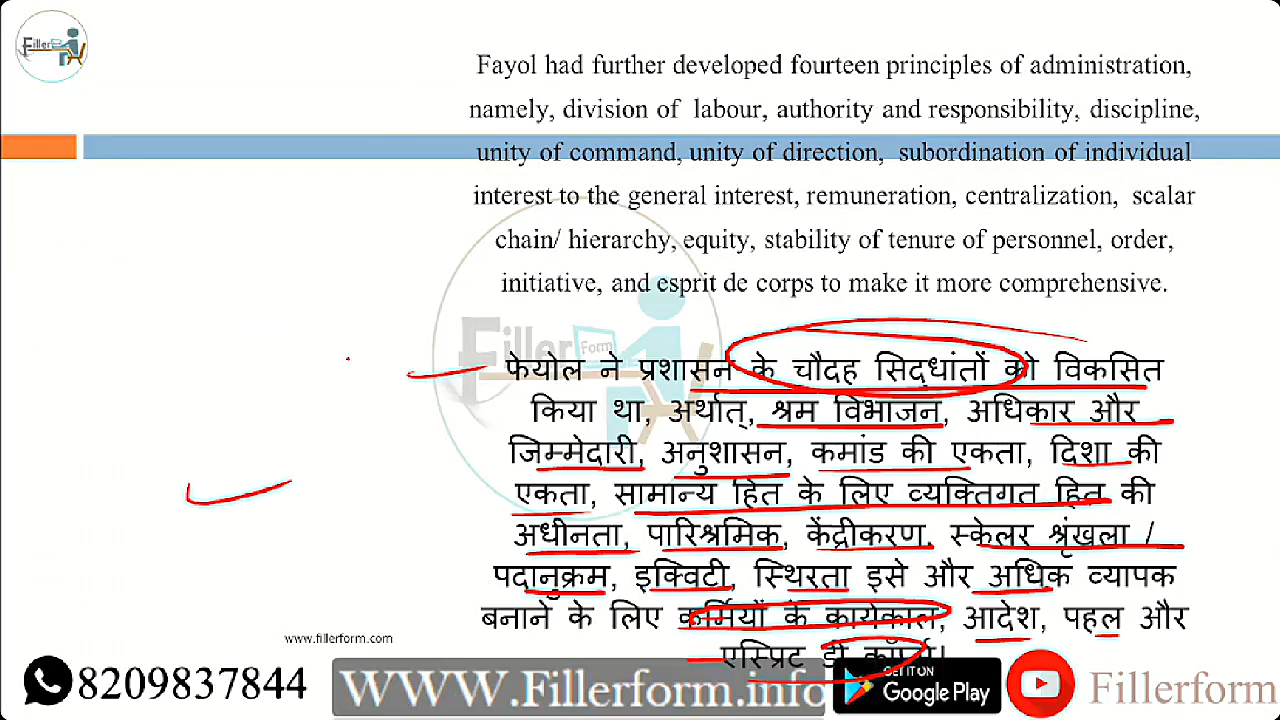 Filler
Fayol had further developed fourteen principles of administration,
namely, division of labour, authority and responsibility, discipline,
unity of command, unity of direction, subordination of individual
interest to the general interest, remuneration, centralization, scalar
chain/ hierarchy, equity, stability of tenure of personnel, order,
initiative, and esprit de corps to make it more comprehensive.
Filler Form
फेयोल ने प्रशासन के चौदह सिद्धांतों को विकसित
किया था, अर्थात्, श्रम विभाजन, अधिकार और
जिम्मेदारी, अनुशासन, कमांड की एकता, दिशा की
एकता, सामान्य हित के लिए व्यक्तिगत हित की
अधीनता, पारिश्रमिक, केंद्रीकरण, स्केलर श्रृंखला /
पदानुक्रम, इक्विटी, स्थिरता इसे और अधिक व्यापक
बनाने के लिए कर्मियों के कार्यकाल, आदेश, पहल और
एस्प्रिट डी कॉर्प्स।
www.fillerform.com
8209837844
WWW.Fillerform.info
GET IT ON
Google Play
Fillerform